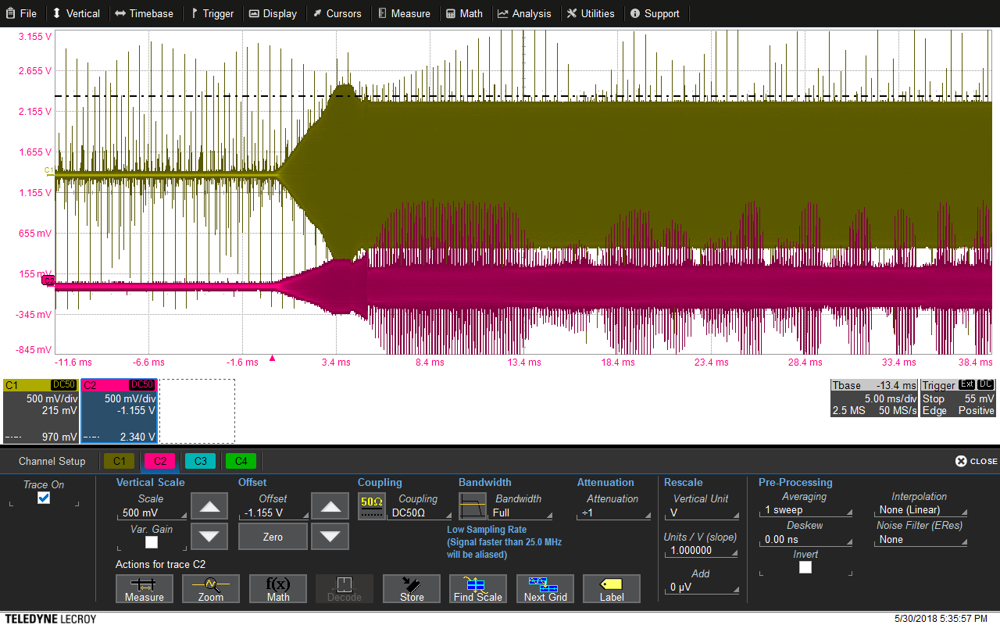 File Vertical Timebase Trigger Display Cursors Measure Math Analysis Utilities Support
3.155 V
2.655 V
2.155 V
1.655 V
C1
1.155 V
655 mV
155 mV
C2
-345 mV
-845 mV
-11.6 ms -6.6 ms -1.6 ms 3.4 ms 8.4 ms 13.4 ms 18.4 ms 23.4 ms 28.4 ms 33.4 ms 38.4 ms
C1 DC50 C2 DC50 Tbase -13.4 ms Trigger Ext DC
500 mV/div 500 mV/div 5.00 ms/div Stop 55 mV
215 mV -1.155 V 2.5 MS 50 MS/s Edge Positive
970 mV 2.340 V
Channel Setup C1 C2 C3 C4 CLOSE
Trace On Vertical Scale Offset Coupling Bandwidth Attenuation Rescale Pre-Processing
Scale Offset 50Ω Coupling Bandwidth Attenuation Vertical Unit Averaging Interpolation
500 mV -1.155 V DC50Ω Full ÷1 V 1 sweep None (Linear)
Var. Gain Zero Low Sampling Rate Units / V (slope) Deskew Noise Filter (ERes)
(Signal faster than 25.0 MHz 1.000000 0.00 ns None
will be aliased) Invert
Actions for trace C2 Add
f(x) 0 µV
Measure Zoom Math Decode Store Find Scale Next Grid Label
TELEDYNE LECROY 5/30/2018 5:35:57 PM